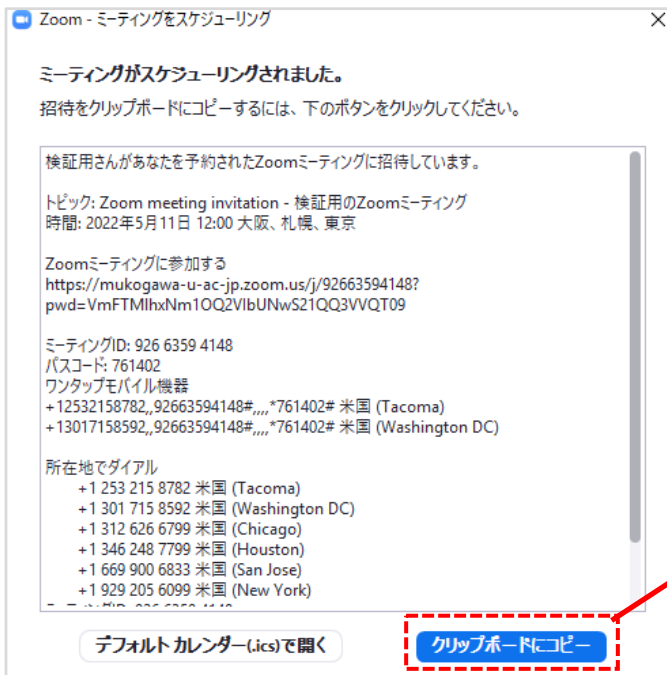 Zoom - ミーティングをスケジューリング
ミーティングがスケジューリングされました。
招待をクリップボードにコピーするには、下のボタンをクリックしてください。
検証用さんがあなたを予約されたZoomミーティングに招待しています。
トピック: Zoom meeting invitation - 検証用のZoomミーティング
時間: 2022年5月11日 12:00 大阪、札幌、東京
Zoomミーティングに参加する
https://mukogawa-u-ac-jp.zoom.us/j/92663594148?
pwd=VmFTMlhxNm1OQ2VlbUNwS21QQ3VVQT09
ミーティングID: 926 6359 4148
パスコード: 761402
ワンタップモバイル機器
+12532158782,,92663594148#,,,,*761402# 米国 (Tacoma)
+13017158592,,92663594148#,,,,*761402# 米国 (Washington DC)
所在地でダイアル
+1 253 215 8782 米国 (Tacoma)
+1 301 715 8592 米国 (Washington DC)
+1 312 626 6799 米国 (Chicago)
+1 346 248 7799 米国 (Houston)
+1 669 900 6833 米国 (San Jose)
+1 929 205 6099 米国 (New York)
デフォルト カレンダー(.ics)で開く
クリップボードにコピー